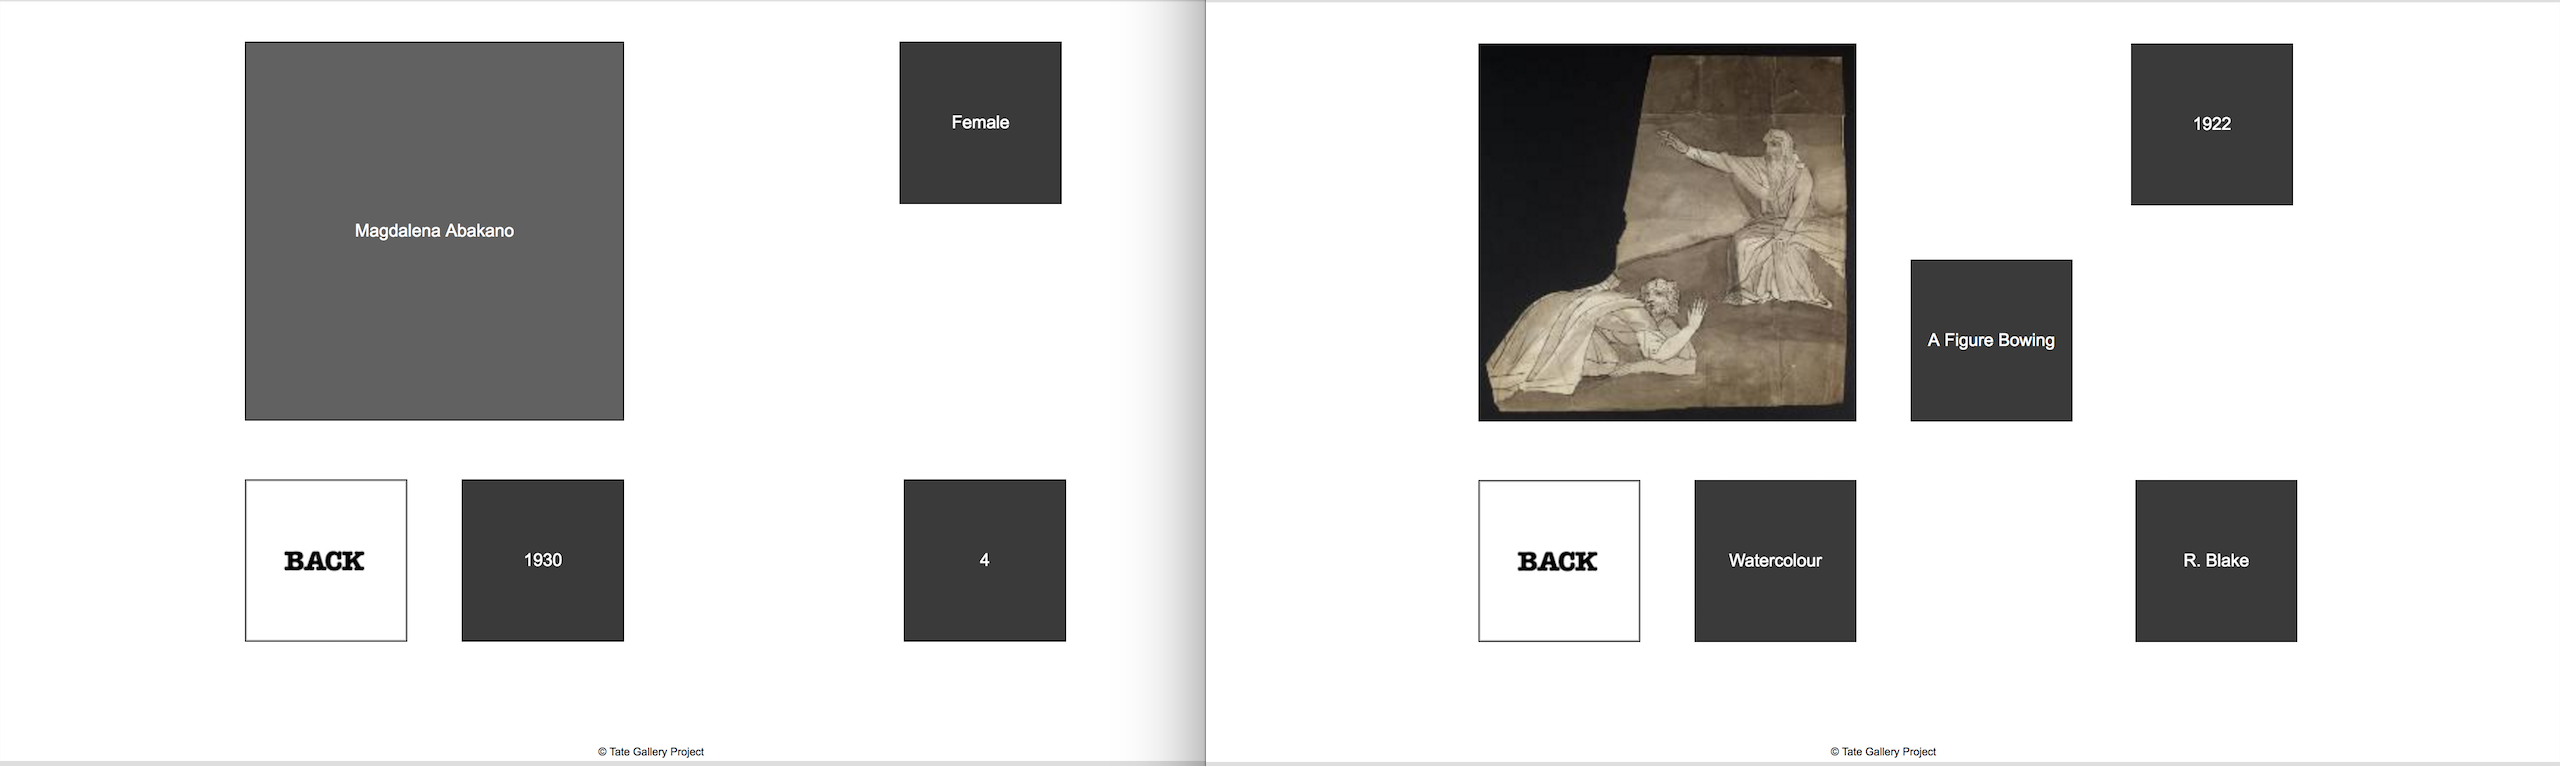 Female
Magdalena Abakano
BACK
1930
4
© Tate Gallery Project
1922
A Figure Bowing
BACK
Watercolour
R. Blake
© Tate Gallery Project